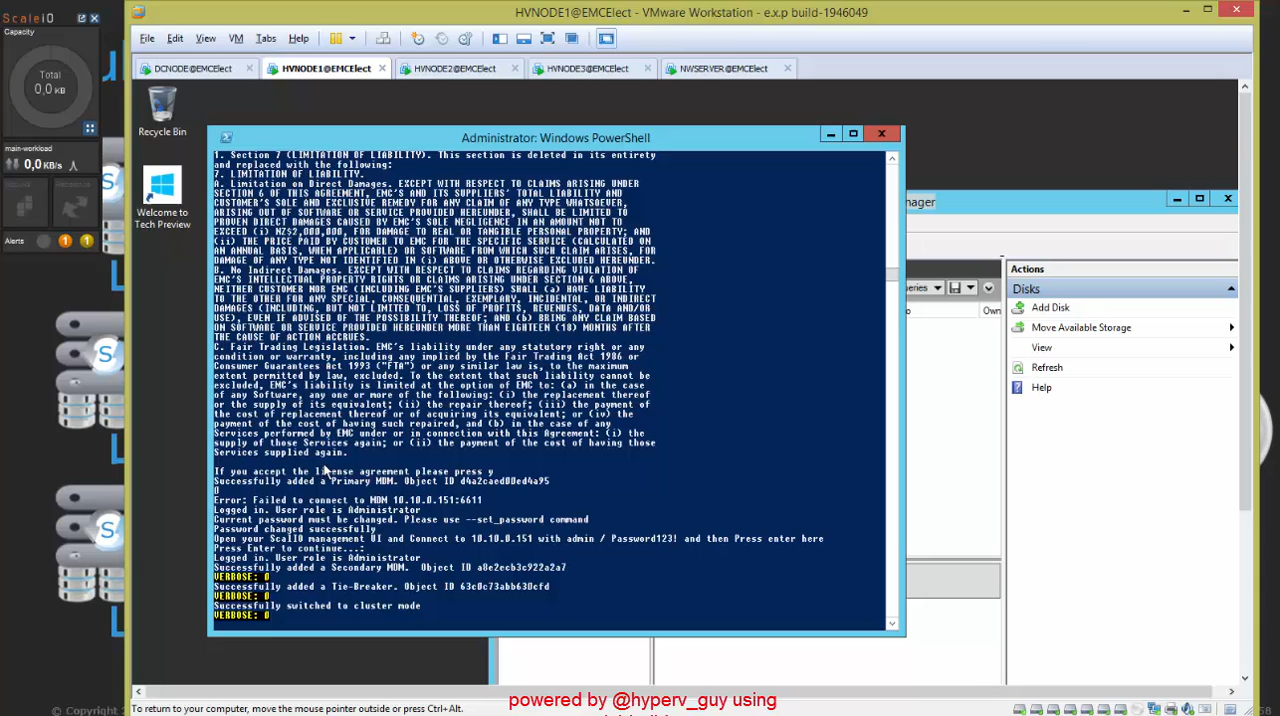 ScaleIO
Capacity
Total
0,0 KB
main-workload
0,0 KB/s
Alerts
1
1
HVNODE1@EMCElect - VMware Workstation - e.x.p build-1946049
File Edit View VM Tabs Help
DCNODE@EMCElect HVNODE1@EMCElect HVNODE2@EMCElect HVNODE3@EMCElect NWSERVER@EMCElect
Recycle Bin
Welcome to
Tech Preview
Administrator: Windows PowerShell
1. Section 7 (LIMITATION OF LIABILITY). This section is deleted in its entirety
and replaced with the following:
7. LIMITATION OF LIABILITY.
A. Limitation on Direct Damages. EXCEPT WITH RESPECT TO CLAIMS ARISING UNDER
SECTION 6 OF THIS AGREEMENT, EMC'S AND ITS SUPPLIERS' TOTAL LIABILITY AND
CUSTOMER'S SOLE AND EXCLUSIVE REMEDY FOR ANY CLAIM OF ANY TYPE WHATSOEVER,
ARISING OUT OF SOFTWARE OR SERVICE PROVIDED HEREUNDER, SHALL BE LIMITED TO
PROVEN DIRECT DAMAGES CAUSED BY EMC'S SOLE NEGLIGENCE IN AN AMOUNT NOT TO
EXCEED (i) NZ$2,000,000, FOR DAMAGE TO REAL OR TANGIBLE PERSONAL PROPERTY; AND
(ii) THE PRICE PAID BY CUSTOMER TO EMC FOR THE SPECIFIC SERVICE (CALCULATED ON
AN ANNUAL BASIS, WHEN APPLICABLE) OR SOFTWARE FROM WHICH SUCH CLAIM ARISES, FOR
DAMAGE OF ANY TYPE NOT IDENTIFIED IN (i) ABOVE OR OTHERWISE EXCLUDED HEREUNDER.
B. No Indirect Damages. EXCEPT WITH RESPECT TO CLAIMS REGARDING VIOLATION OF
EMC'S INTELLECTUAL PROPERTY RIGHTS OR CLAIMS ARISING UNDER SECTION 6 ABOVE,
NEITHER CUSTOMER NOR EMC (INCLUDING EMC'S SUPPLIERS) SHALL (a) HAVE LIABILITY
TO THE OTHER FOR ANY SPECIAL, CONSEQUENTIAL, EXEMPLARY, INCIDENTAL, OR INDIRECT
DAMAGES (INCLUDING, BUT NOT LIMITED TO, LOSS OF PROFITS, REVENUES, DATA AND/OR
USE), EVEN IF ADVISED OF THE POSSIBILITY THEREOF; AND (b) BRING ANY CLAIM BASED
ON SOFTWARE OR SERVICE PROVIDED HEREUNDER MORE THAN EIGHTEEN (18) MONTHS AFTER
THE CAUSE OF ACTION ACCRUES.
C. Fair Trading Legislation. EMC's liability under any statutory right or any
condition or warranty, including any implied by the Fair Trading Act 1986 or
Consumer Guarantees Act 1993 ("FTA") or any similar law is, to the maximum
extent permitted by law, excluded. To the extent that such liability cannot be
excluded, EMC's liability is limited at the option of EMC to: (a) in the case
of any Software, any one or more of the following: (i) the replacement thereof
or the supply of its equivalent; (ii) the repair thereof; (iii) the payment of
the cost of replacement thereof or of acquiring its equivalent; or (iv) the
payment of the cost of having such repaired, and (b) in the case of any
Services performed by EMC under or in connection with this Agreement: (i) the
supply of those Services again; or (ii) the payment of the cost of having those
Services supplied again.
If you accept the license agreement please press y
Successfully added a Primary MDM. Object ID d4a2caed00ed4a95
0
Error: Failed to connect to MDM 10.10.0.151:6611
Logged in. User role is Administrator
Current password must be changed. Please use --set_password command
Password changed successfully
Open your ScalIO management UI and Connect to 10.10.0.151 with admin / Password123! and then Press enter here
Press Enter to continue...:
Logged in. User role is Administrator
Successfully added a Secondary MDM. Object ID a8e2ecb3c922a2a7
VERBOSE: 0
Successfully added a Tie-Breaker. Object ID 63c0c73abb630cfd
VERBOSE: 0
Successfully switched to cluster mode
VERBOSE: 0
nager
eries
Own
Actions
Disks
Add Disk
Move Available Storage
View
Refresh
Help
powered by @hyperv_guy using
To return to your computer, move the mouse pointer outside or press Ctrl+Alt.
© Copyright
58